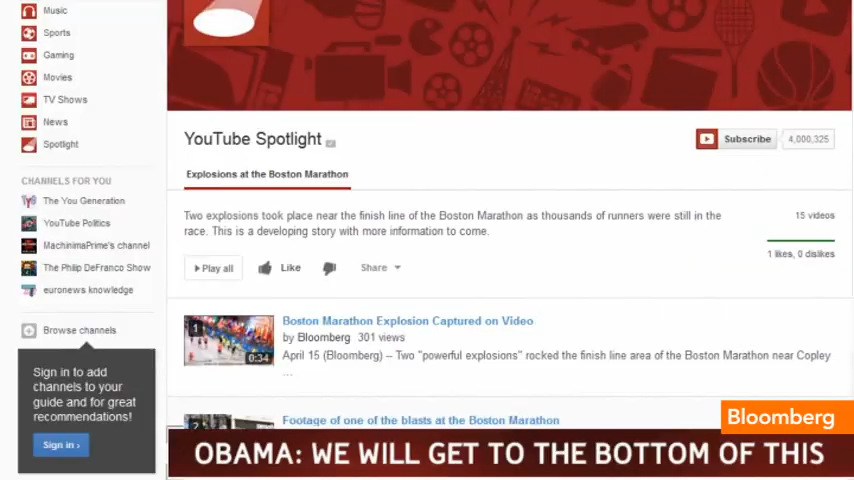 Music
Sports
Gaming
Movies
TV Shows
News
Spotlight
CHANNELS FOR YOU
The You Generation
YouTube Politics
MachinimaPrime's channel
The Philip DeFranco Show
euronews knowledge
Browse channels
Sign in to add
channels to your
guide and for great
recommendations!
Sign in ›
YouTube Spotlight
Subscribe 4,000,325
Explosions at the Boston Marathon
Two explosions took place near the finish line of the Boston Marathon as thousands of runners were still in the
race. This is a developing story with more information to come.
15 videos
1 likes, 0 dislikes
Play all Like Share
1
0:34
Boston Marathon Explosion Captured on Video
by Bloomberg 301 views
April 15 (Bloomberg) – Two "powerful explosions" rocked the finish line area of the Boston Marathon near Copley
...
2
Footage of one of the blasts at the Boston Marathon
Bloomberg
OBAMA: WE WILL GET TO THE BOTTOM OF THIS